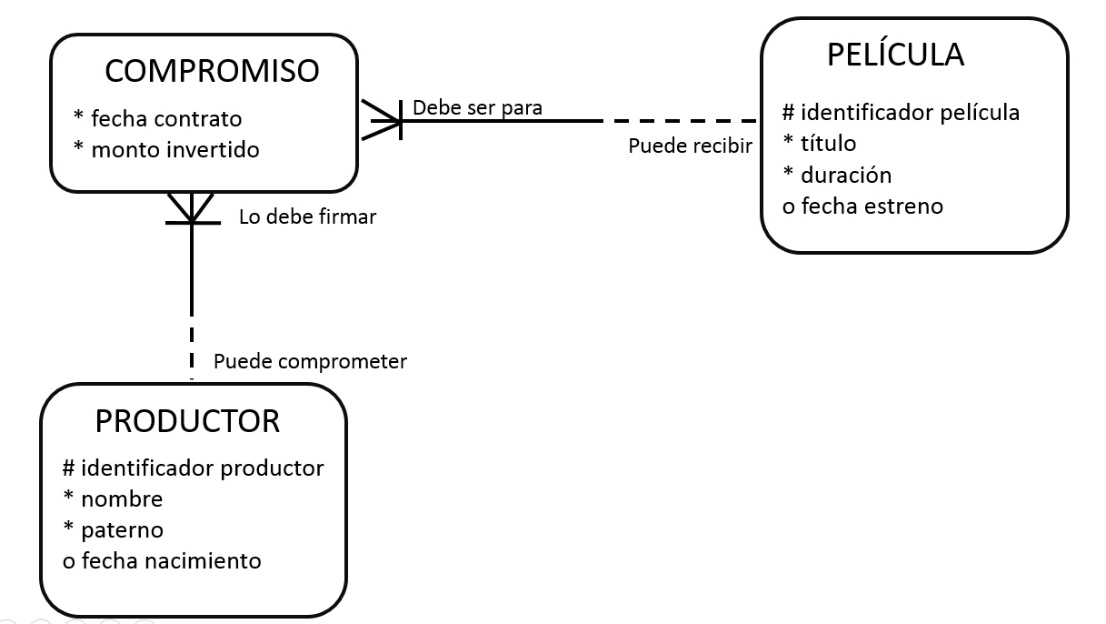 COMPROMISO
* fecha contrato
* monto invertido
Debe ser para
Puede recibir
PELÍCULA
# identificador película
* título
* duración
o fecha estreno
Lo debe firmar
Puede comprometer
PRODUCTOR
# identificador productor
* nombre
* paterno
o fecha nacimiento